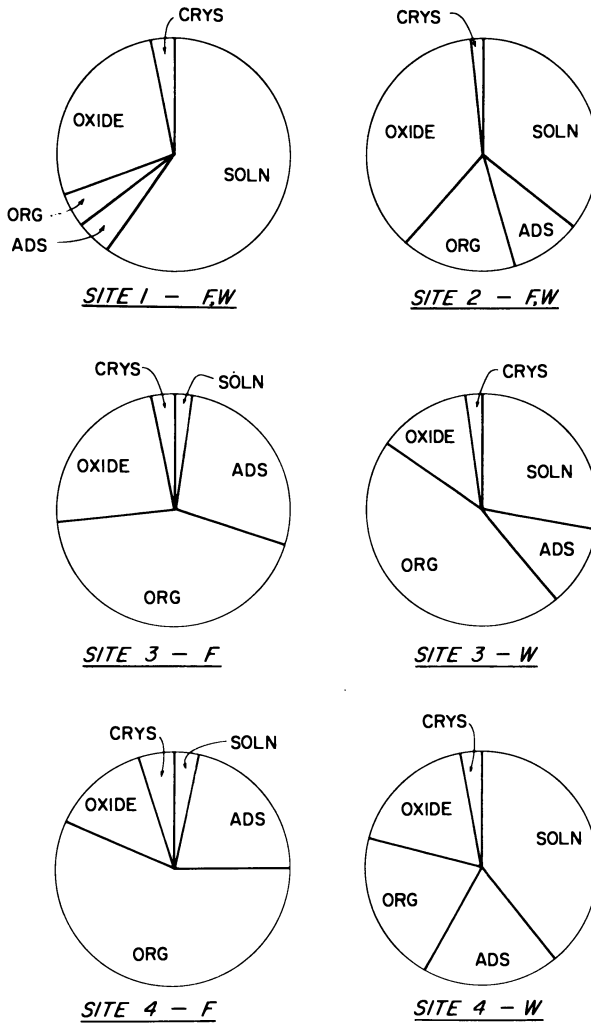 CRYS
OXIDE
SOLN
ORG
ADS
SITE 1 - F,W
CRYS
OXIDE
SOLN
ORG
ADS
SITE 2 - F,W
CRYS
SOLN
OXIDE
ADS
ORG
SITE 3 - F
CRYS
OXIDE
SOLN
ADS
ORG
SITE 3 - W
CRYS
SOLN
OXIDE
ADS
ORG
SITE 4 - F
CRYS
OXIDE
SOLN
ORG
ADS
SITE 4 - W